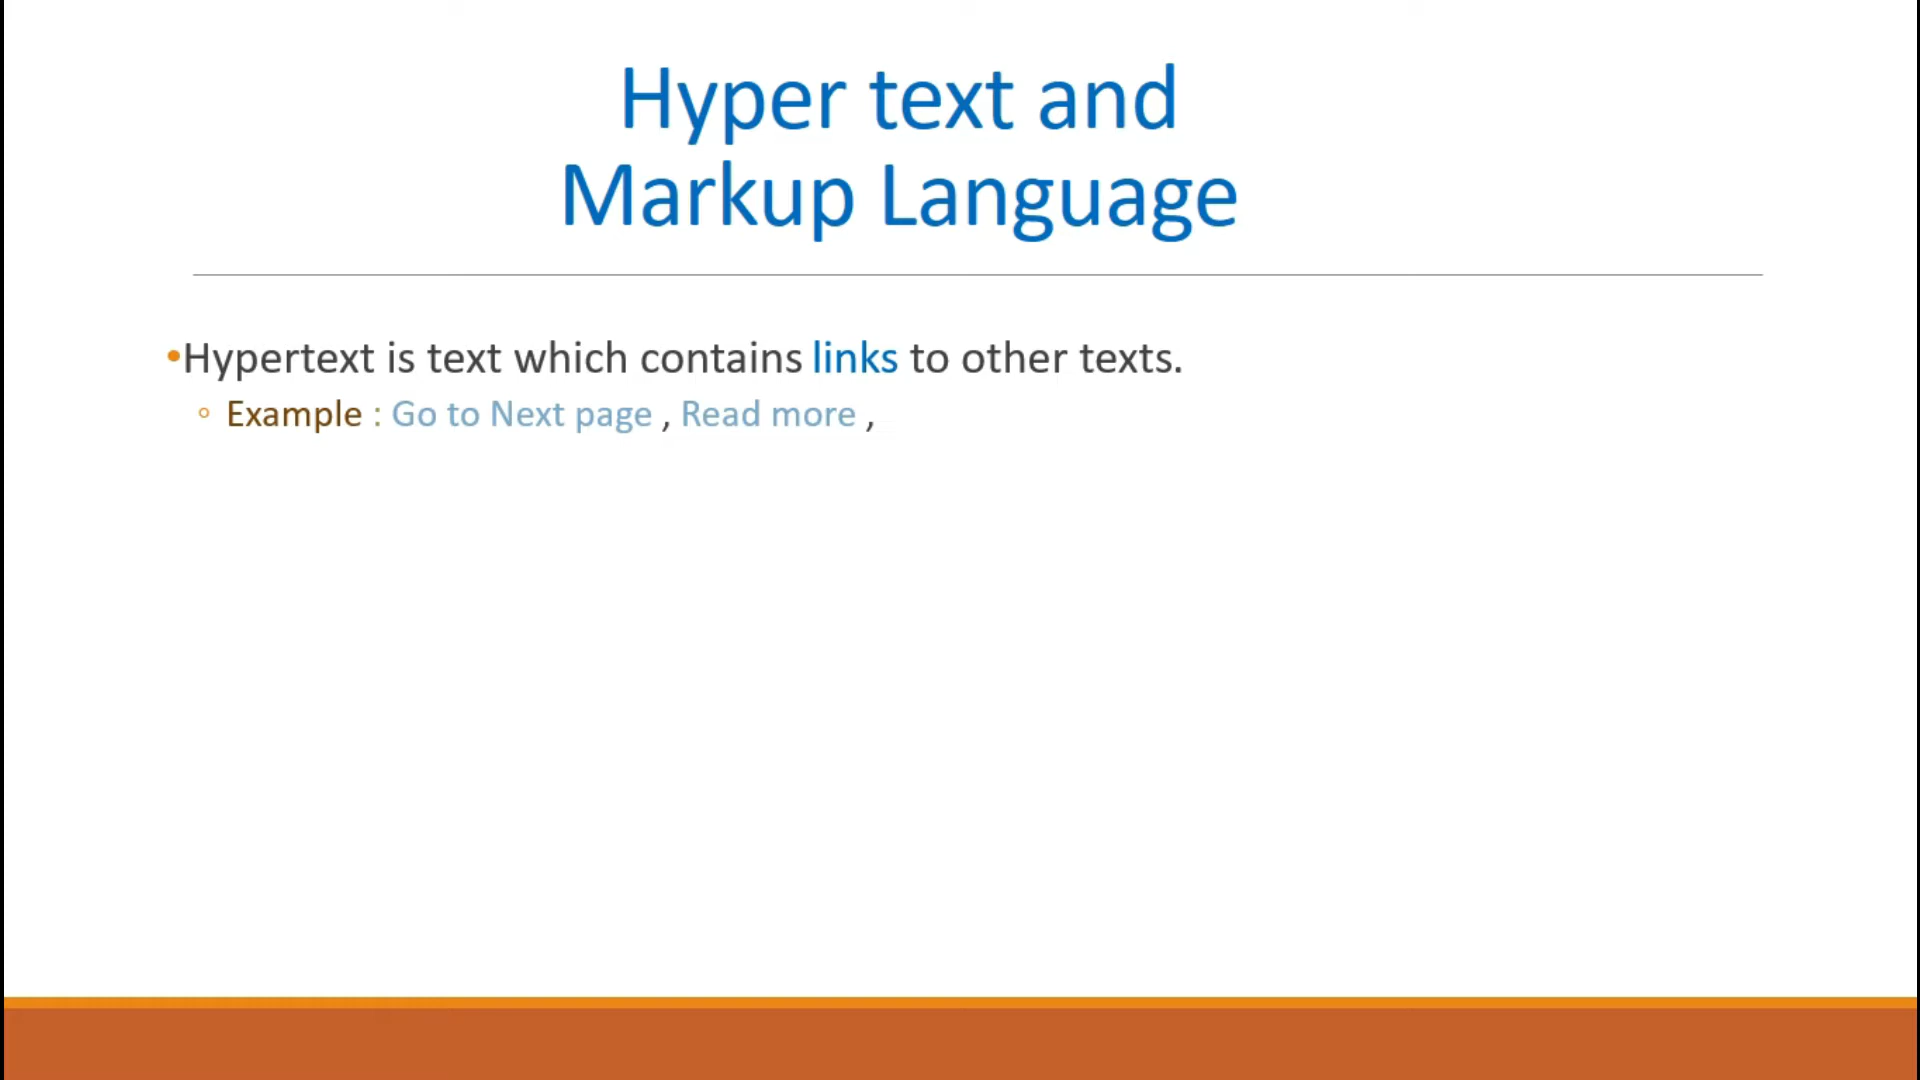 Hyper text and
Markup Language
•Hypertext is text which contains links to other texts.
◦ Example : Go to Next page , Read more ,